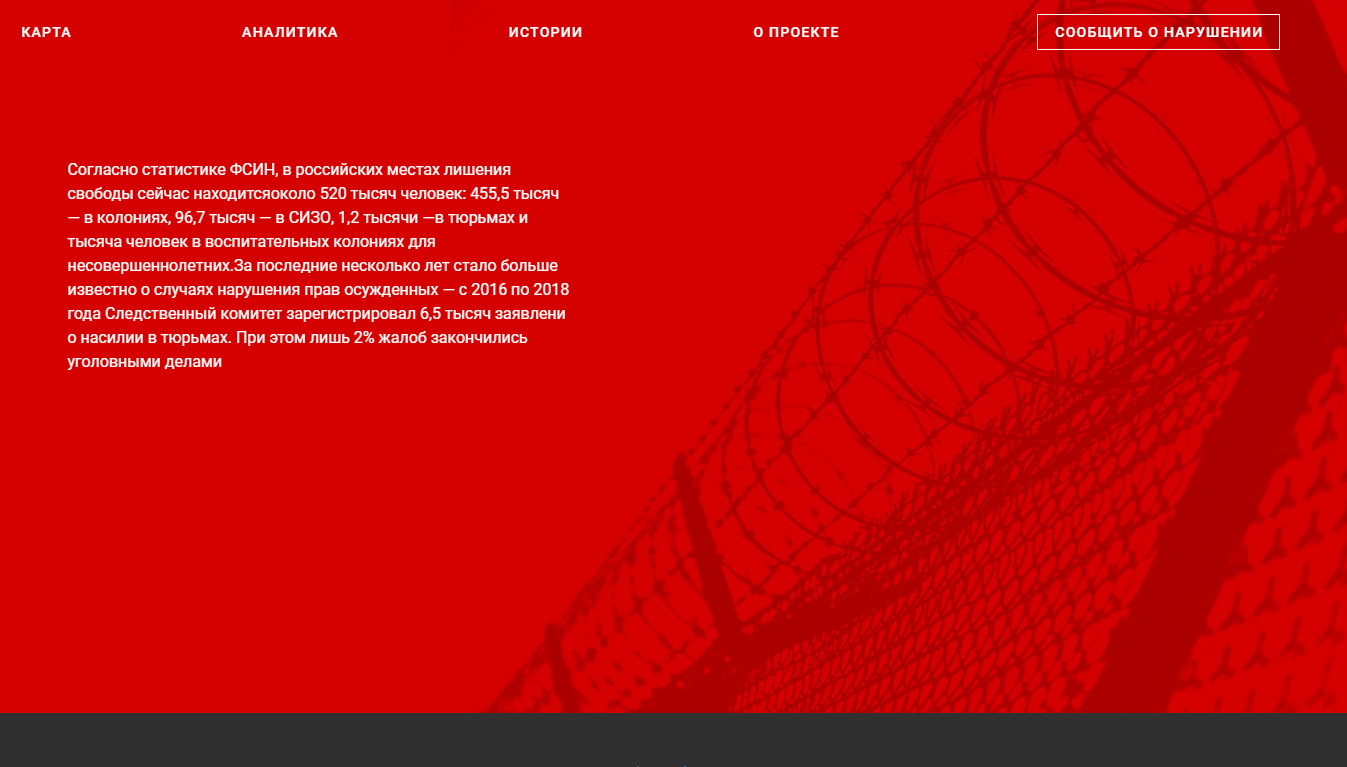 КАРТА
АНАЛИТИКА
ИСТОРИИ
О ПРОЕКТЕ
СООБЩИТЬ О НАРУШЕНИИ
Согласно статистике ФСИН, в российских местах лишения
свободы сейчас находитсяоколо 520 тысяч человек: 455,5 тысяч
— в колониях, 96,7 тысяч — в СИЗО, 1,2 тысячи —в тюрьмах и
тысяча человек в воспитательных колониях для
несовершеннолетних.За последние несколько лет стало больше
известно о случаях нарушения прав осужденных — с 2016 по 2018
года Следственный комитет зарегистрировал 6,5 тысяч заявлени
о насилии в тюрьмах. При этом лишь 2% жалоб закончились
уголовными делами